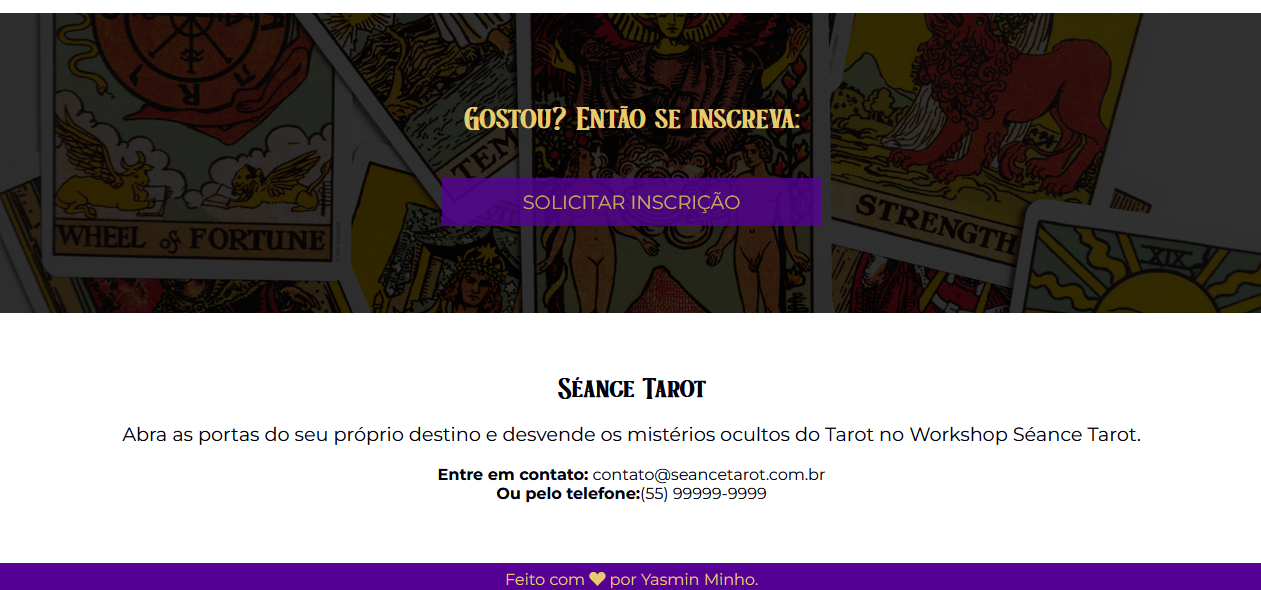 Gostou? Então se inscreva:
TEM
SOLICITAR INSCRIÇÃO
WHEEL of FORTUNE
STRENGTH
XIX
Séance Tarot
Abra as portas do seu próprio destino e desvende os mistérios ocultos do Tarot no Workshop Séance Tarot.
Entre em contato: contato@seancetarot.com.br
Ou pelo telefone:(55) 99999-9999
Feito com ♥ por Yasmin Minho.